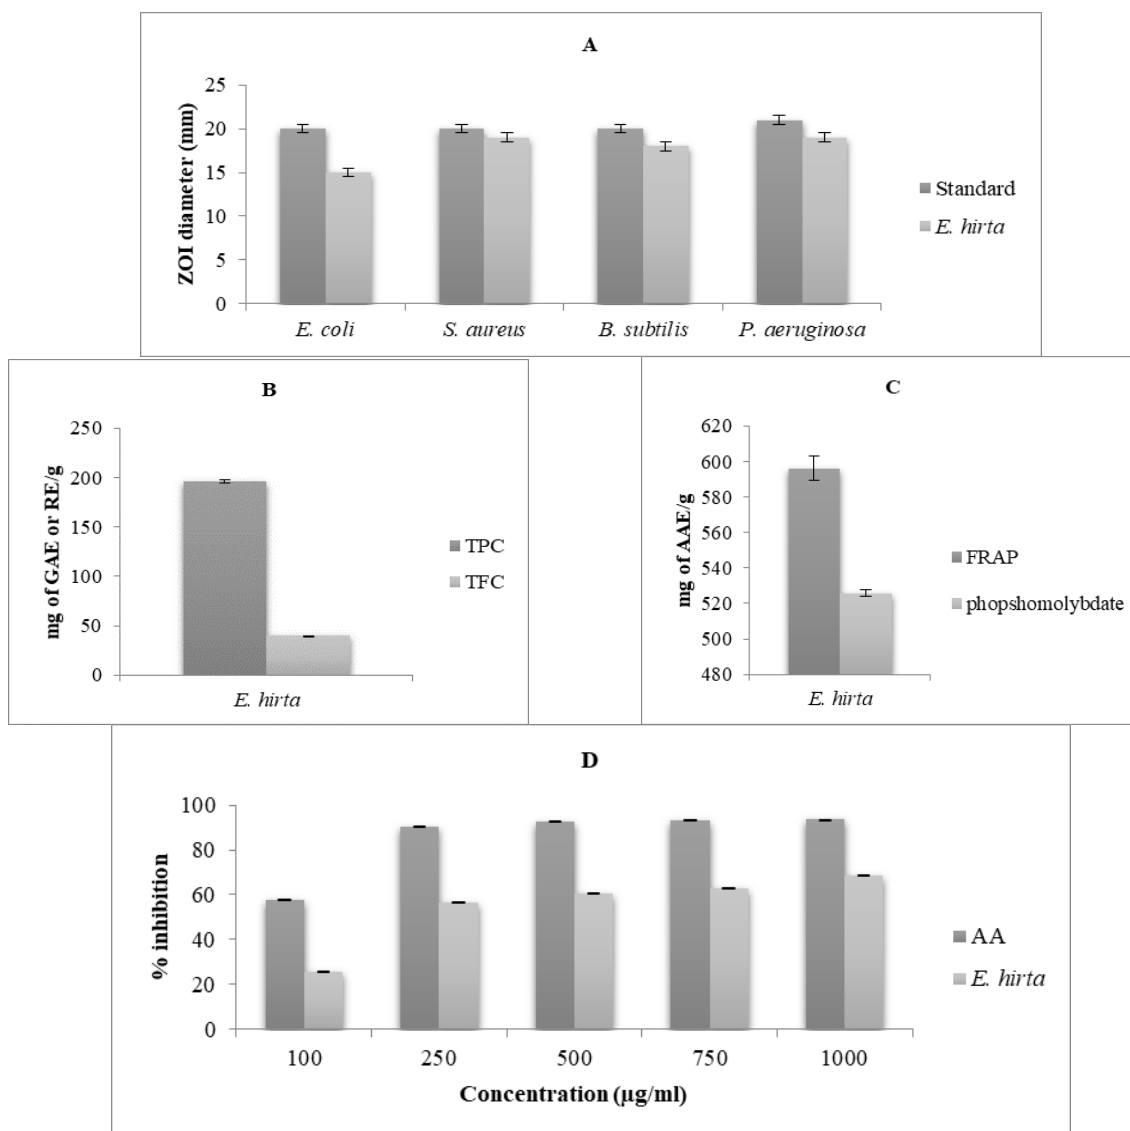 A
25
20
15
10
5
0
ZOI diameter (mm)
E. coli S. aureus B. subtilis P. aeruginosa
Standard
E. hirta
B
250
200
150
100
50
0
mg of GAE or RE/g
E. hirta
TPC
TFC
C
620
600
580
560
540
520
500
480
mg of AAE/g
E. hirta
FRAP
phopshomolybdate
D
100
80
60
40
20
0
% inhibition
100 250 500 750 1000
Concentration (µg/ml)
AA
E. hirta